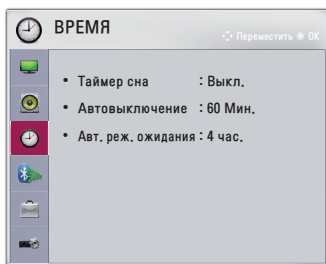 ВРЕМЯ
Переместить ◉ OK
• Таймер сна : Выкл.
• Автовыключение : 60 Мин.
• Авт. реж. ожидания : 4 час.